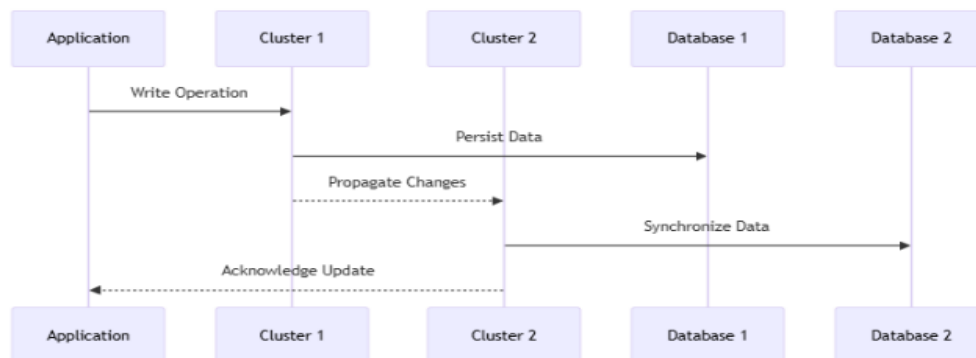 Application
Cluster 1
Cluster 2
Database 1
Database 2
Write Operation
Persist Data
Propagate Changes
Synchronize Data
Acknowledge Update
Application
Cluster 1
Cluster 2
Database 1
Database 2